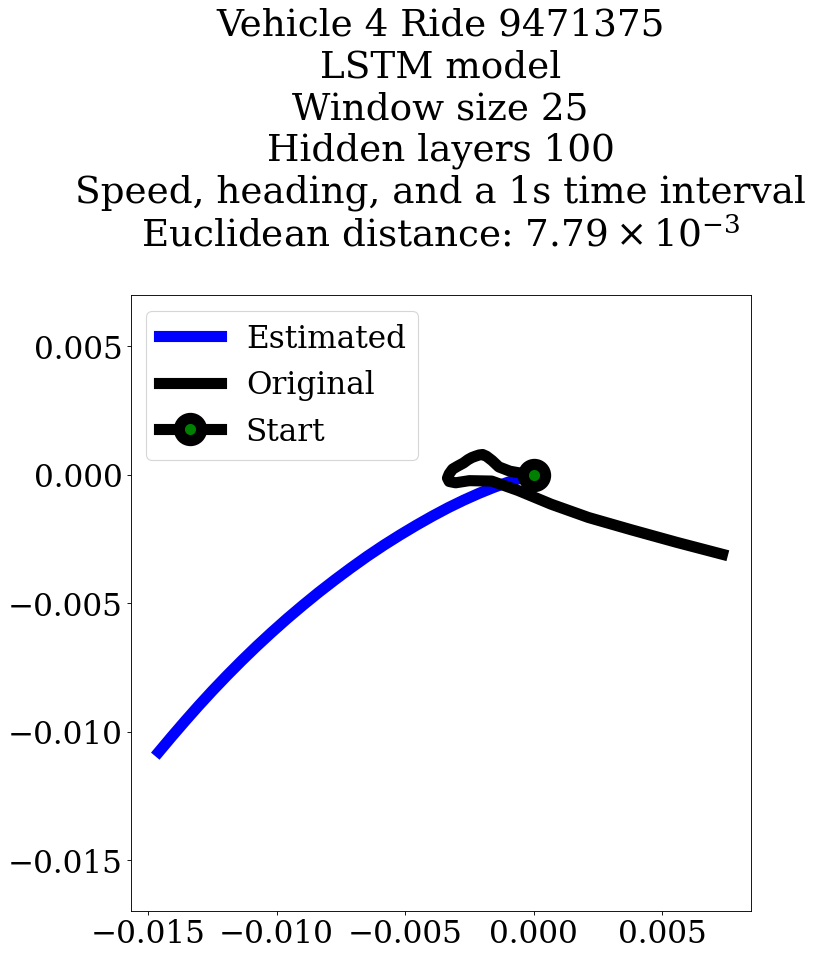 Vehicle 4 Ride 9471375
LSTM model
Window size 25
Hidden layers 100
Speed, heading, and a 1s time interval
Euclidean distance: 7.79 × 10⁻³
Estimated
Original
Start
0.005
0.000
−0.005
−0.010
−0.015
−0.015 −0.010 −0.005 0.000 0.005